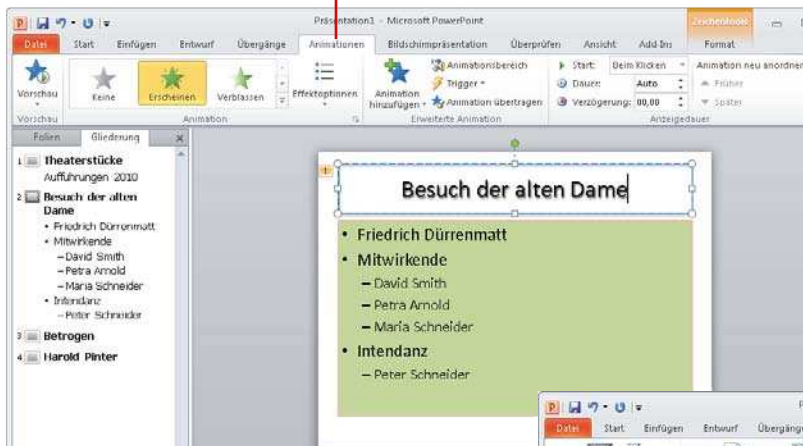 Präsentation1 - Microsoft PowerPoint
Zeichentools
Datei Start Einfügen Entwurf Übergänge Animationen Bildschirmpräsentation Überprüfen Ansicht Add-Ins Format
Vorschau Keine Erscheinen Verblassen Effektoptionen Animation hinzufügen Animationsbereich Trigger Animation übertragen Start: Beim Klicken Dauer: Auto Verzögerung: 00,00 Animation neu anordnen Früher Später
Vorschau Animation Erweiterte Animation Anzeigedauer
Folien Gliederung
1 Theaterstücke
Aufführungen 2010
2 Besuch der alten
Dame
• Friedrich Dürrenmatt
• Mitwirkende
– David Smith
– Petra Arnold
– Maria Schneider
• Intendanz
– Peter Schneider
3 Betrogen
4 Harold Pinter
1
Besuch der alten Dame
• Friedrich Dürrenmatt
• Mitwirkende
– David Smith
– Petra Arnold
– Maria Schneider
• Intendanz
– Peter Schneider
Datei Start Einfügen Entwurf Übergänge